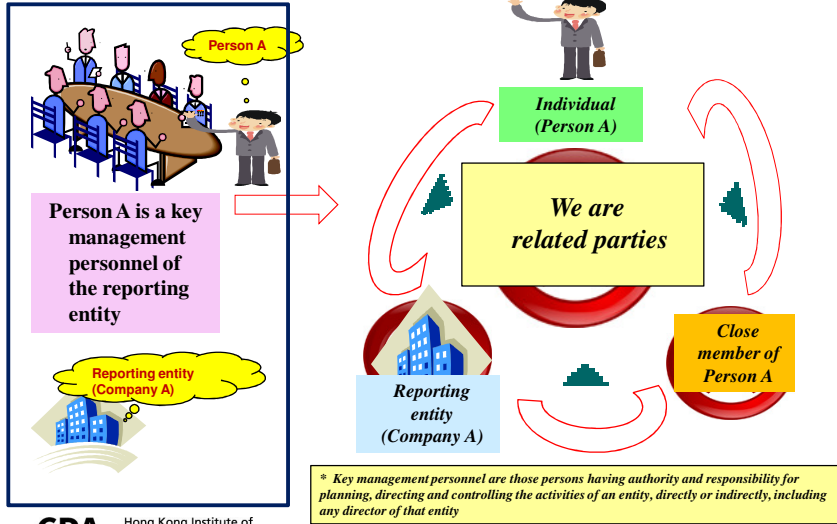 Person A
Person A is a key
management
personnel of
the reporting
entity
Reporting entity
(Company A)
Individual
(Person A)
We are
related parties
Close
member of
Person A
Reporting
entity
(Company A)
* Key management personnel are those persons having authority and responsibility for
planning, directing and controlling the activities of an entity, directly or indirectly, including
any director of that entity
Hong Kong Institute of